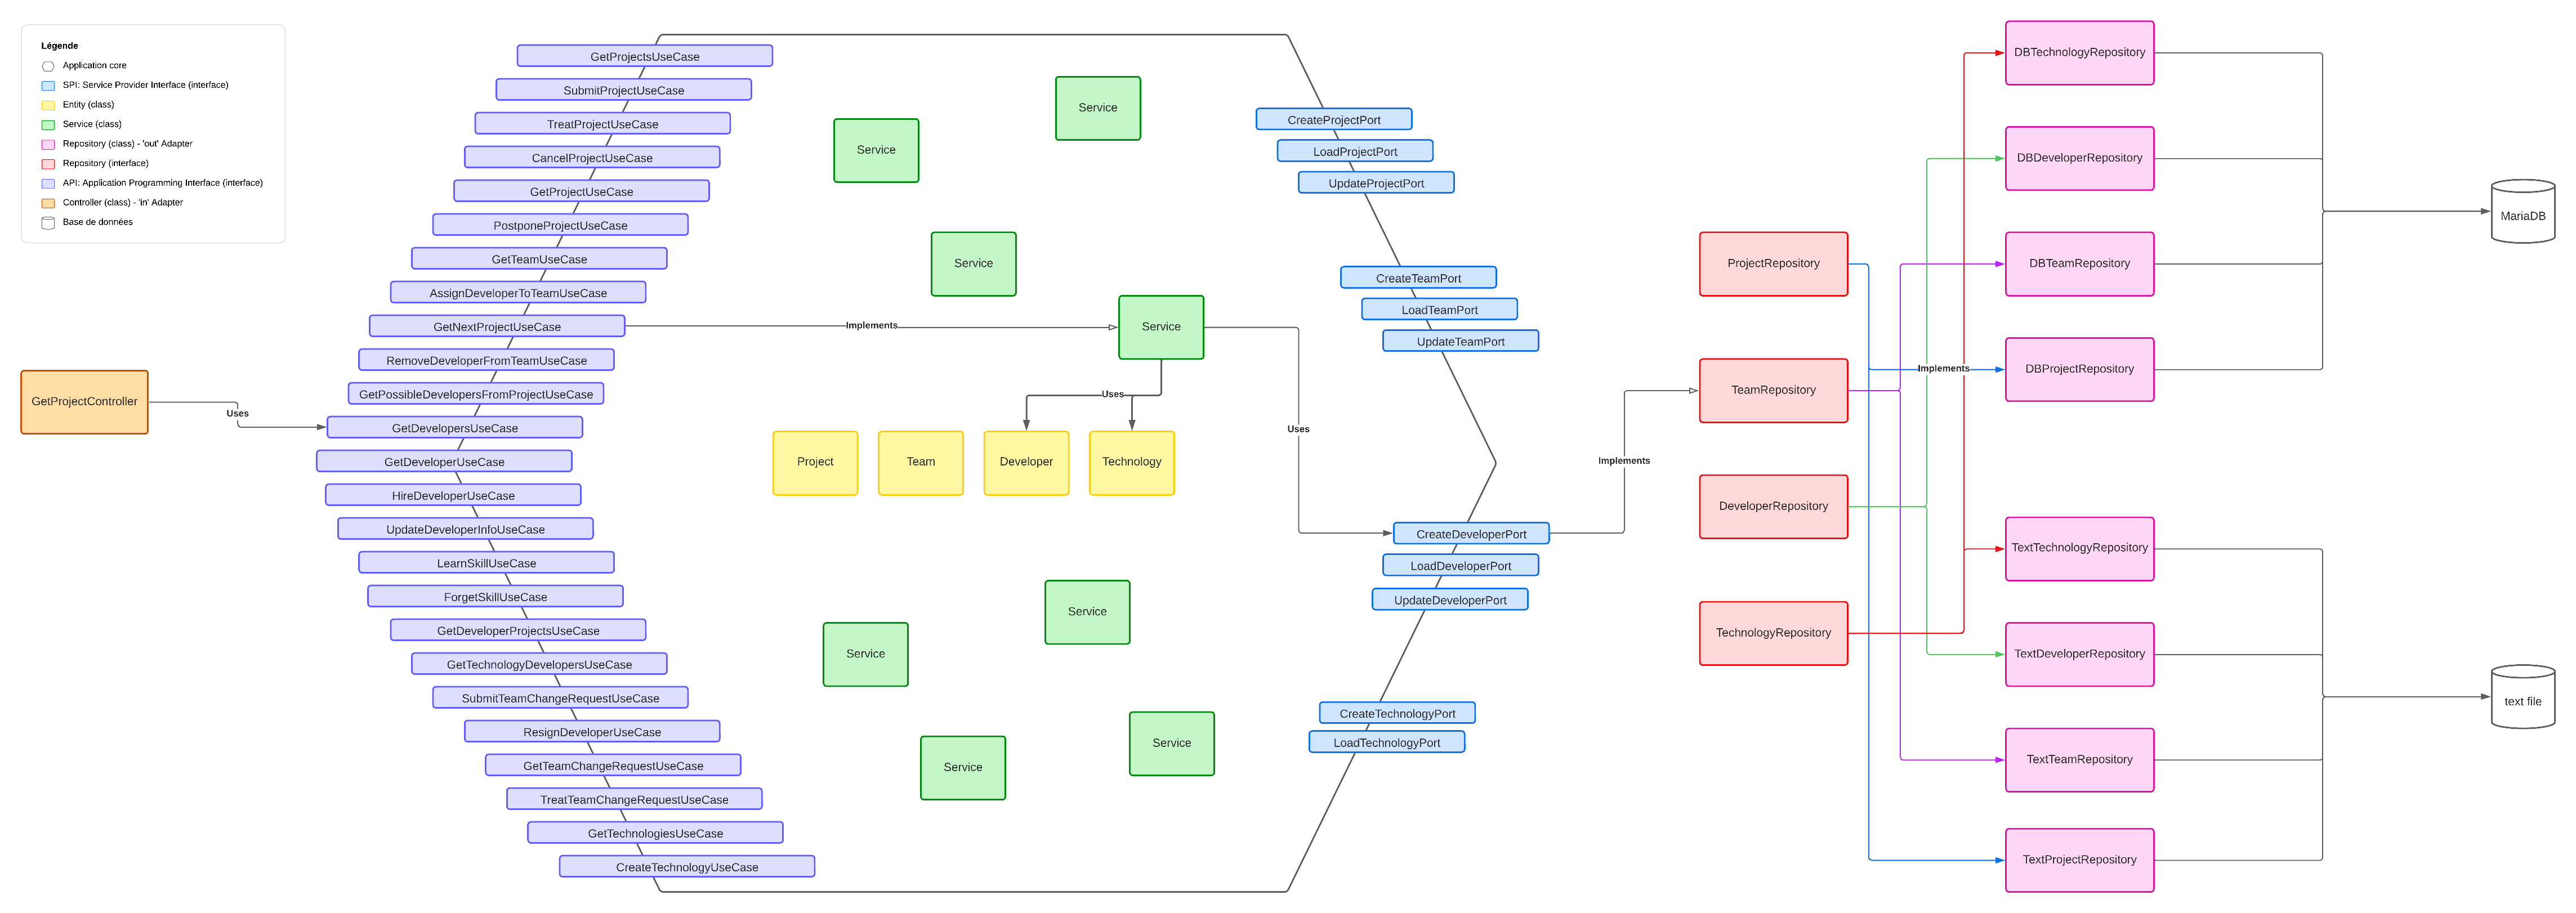 Légende
Application core
SPI: Service Provider Interface (interface)
Entity (class)
Service (class)
Repository (class) - 'out' Adapter
Repository (interface)
API: Application Programming Interface (interface)
Controller (class) - 'in' Adapter
Base de données
GetProjectController
Uses
GetProjectsUseCase
SubmitProjectUseCase
TreatProjectUseCase
CancelProjectUseCase
GetProjectUseCase
PostponeProjectUseCase
GetTeamUseCase
AssignDeveloperToTeamUseCase
GetNextProjectUseCase
RemoveDeveloperFromTeamUseCase
GetPossibleDevelopersFromProjectUseCase
GetDevelopersUseCase
GetDeveloperUseCase
HireDeveloperUseCase
UpdateDeveloperInfoUseCase
LearnSkillUseCase
ForgetSkillUseCase
GetDeveloperProjectsUseCase
GetTechnologyDevelopersUseCase
SubmitTeamChangeRequestUseCase
ResignDeveloperUseCase
GetTeamChangeRequestUseCase
TreatTeamChangeRequestUseCase
GetTechnologiesUseCase
CreateTechnologyUseCase
Service
Service
Service
Implements
Service
Uses
Project
Team
Developer
Technology
Service
Service
Service
Service
Uses
CreateProjectPort
LoadProjectPort
UpdateProjectPort
CreateTeamPort
LoadTeamPort
UpdateTeamPort
CreateDeveloperPort
LoadDeveloperPort
UpdateDeveloperPort
CreateTechnologyPort
LoadTechnologyPort
Implements
ProjectRepository
TeamRepository
DeveloperRepository
TechnologyRepository
Implements
DBTechnologyRepository
DBDeveloperRepository
DBTeamRepository
DBProjectRepository
TextTechnologyRepository
TextDeveloperRepository
TextTeamRepository
TextProjectRepository
MariaDB
text file